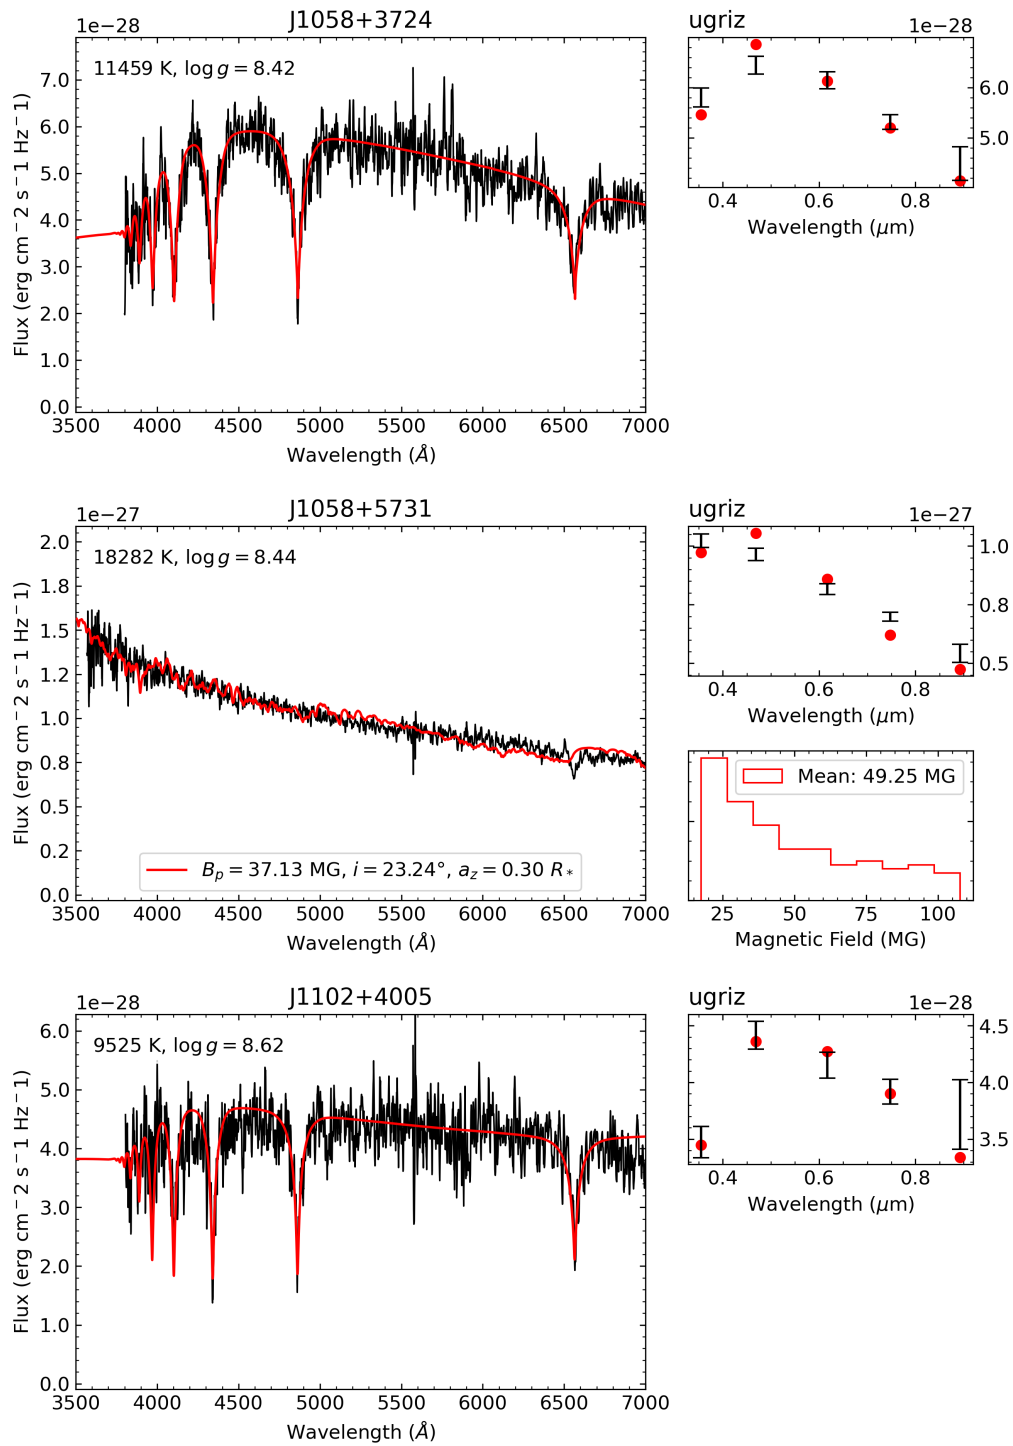 J1058+3724
1e−28
11459 K, log g = 8.42
7.0
6.0
5.0
4.0
3.0
2.0
1.0
0.0
3500 4000 4500 5000 5500 6000 6500 7000
Wavelength (Å)
Flux (erg cm−2 s−1 Hz−1)
ugriz 1e−28
6.0
5.0
0.4 0.6 0.8
Wavelength (μm)
J1058+5731
1e−27
18282 K, log g = 8.44
2.0
1.8
1.5
1.2
1.0
0.8
0.5
0.2
0.0
B_p = 37.13 MG, i = 23.24°, a_z = 0.30 R_*
3500 4000 4500 5000 5500 6000 6500 7000
Wavelength (Å)
Flux (erg cm−2 s−1 Hz−1)
ugriz 1e−27
1.0
0.8
0.5
0.4 0.6 0.8
Wavelength (μm)
Mean: 49.25 MG
25 50 75 100
Magnetic Field (MG)
J1102+4005
1e−28
9525 K, log g = 8.62
6.0
5.0
4.0
3.0
2.0
1.0
0.0
3500 4000 4500 5000 5500 6000 6500 7000
Wavelength (Å)
Flux (erg cm−2 s−1 Hz−1)
ugriz 1e−28
4.5
4.0
3.5
0.4 0.6 0.8
Wavelength (μm)